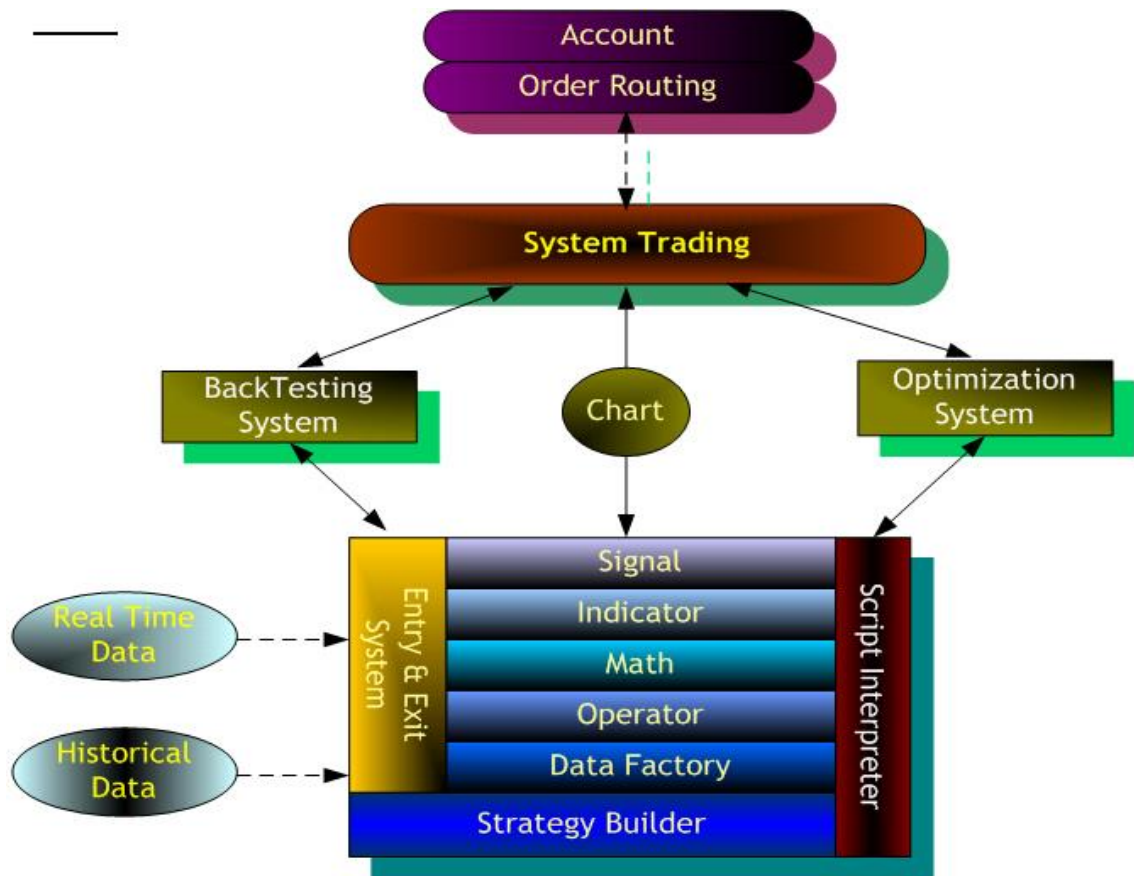 Account
Order Routing
System Trading
BackTesting
System
Chart
Optimization
System
Real Time
Data
Historical
Data
Entry & Exit
System
Signal
Indicator
Math
Operator
Data Factory
Strategy Builder
Script Interpreter